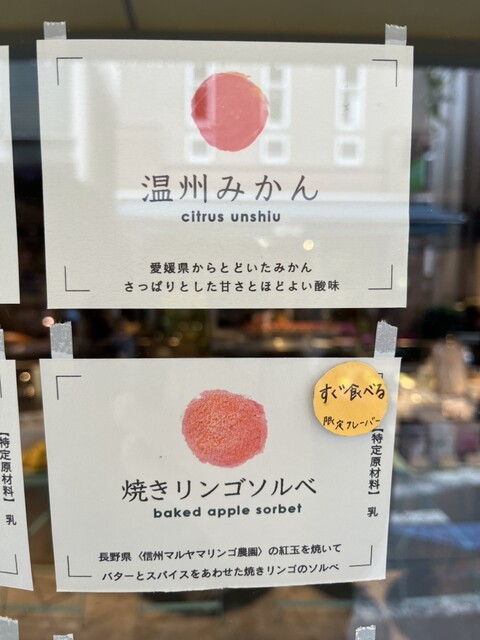 温州みかん
citrus unshiu
愛媛県からとどいたみかん
さっぱりとした甘さとほどよい酸味
すぐ食べる
限定フレーバー
焼きリンゴソルベ
baked apple sorbet
長野県〈信州マルヤマリンゴ農園〉の紅玉を焼いて
バターとスパイスをあわせた焼きリンゴのソルベ
【特定原材料】 乳
【特定原材料】 乳